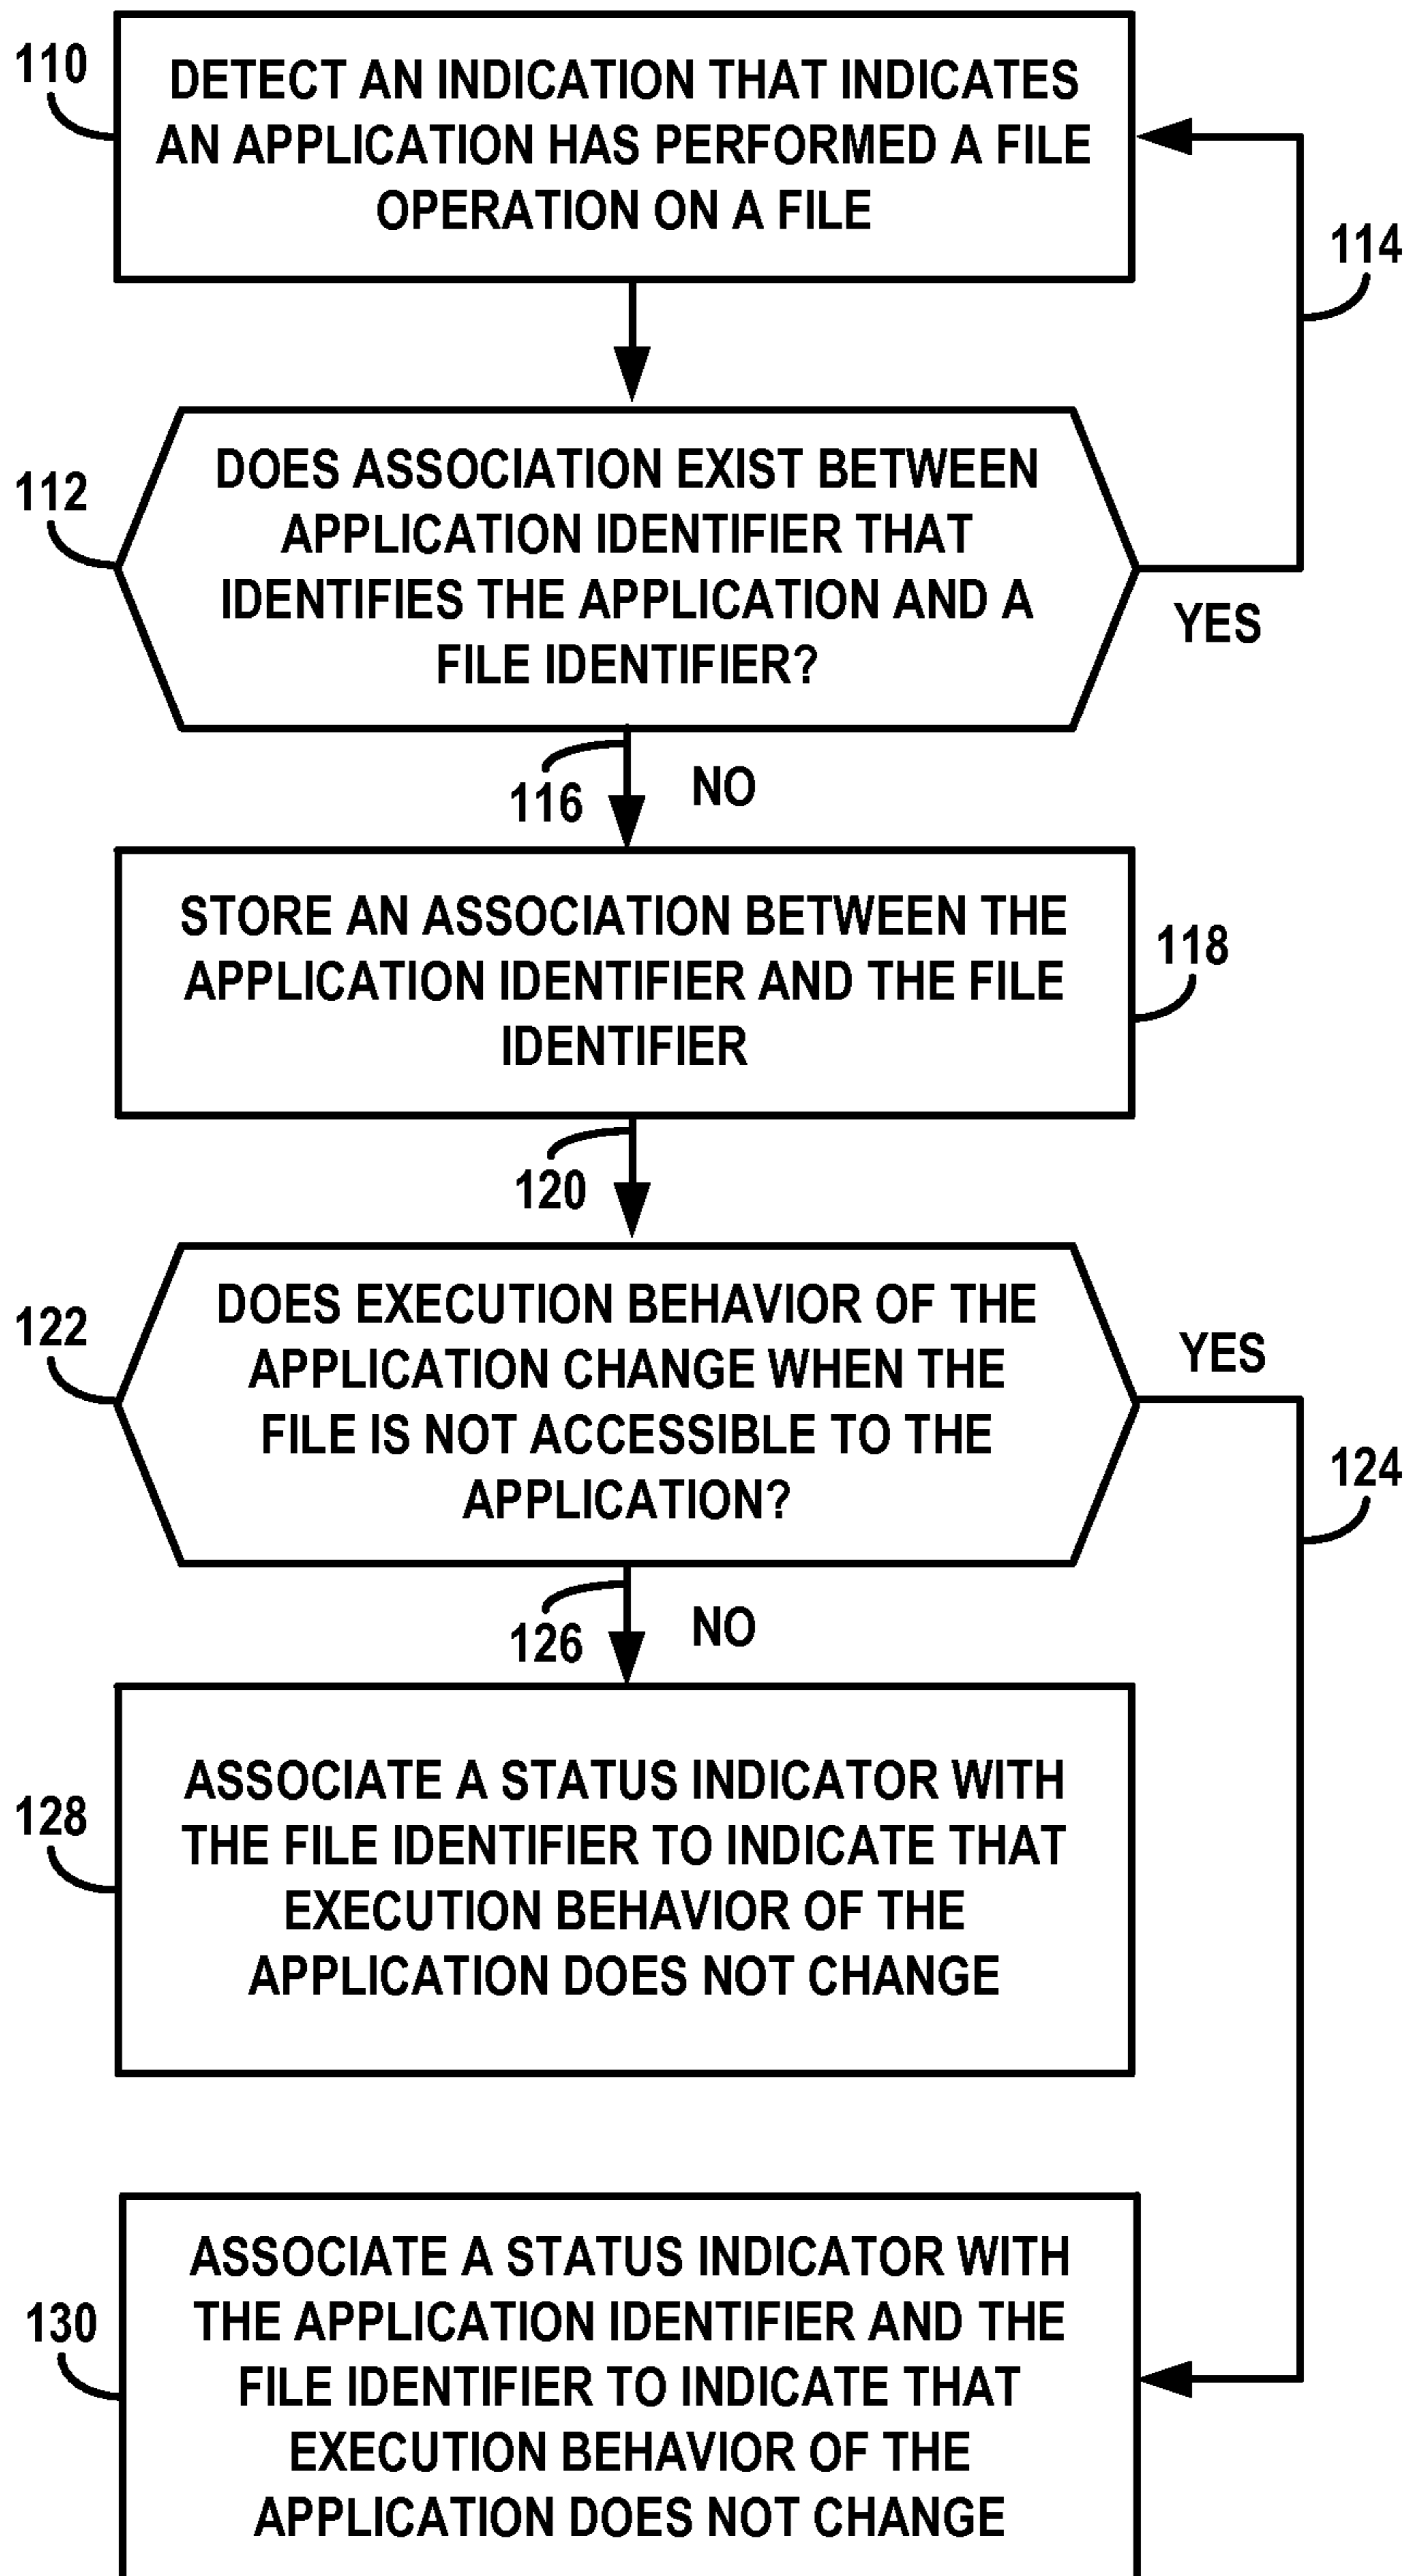 110
DETECT AN INDICATION THAT INDICATES
AN APPLICATION HAS PERFORMED A FILE
OPERATION ON A FILE
114
112
DOES ASSOCIATION EXIST BETWEEN
APPLICATION IDENTIFIER THAT
IDENTIFIES THE APPLICATION AND A
FILE IDENTIFIER?
YES
116
NO
STORE AN ASSOCIATION BETWEEN THE
APPLICATION IDENTIFIER AND THE FILE
IDENTIFIER
118
120
122
DOES EXECUTION BEHAVIOR OF THE
APPLICATION CHANGE WHEN THE
FILE IS NOT ACCESSIBLE TO THE
APPLICATION?
YES
124
126
NO
128
ASSOCIATE A STATUS INDICATOR WITH
THE FILE IDENTIFIER TO INDICATE THAT
EXECUTION BEHAVIOR OF THE
APPLICATION DOES NOT CHANGE
130
ASSOCIATE A STATUS INDICATOR WITH
THE APPLICATION IDENTIFIER AND THE
FILE IDENTIFIER TO INDICATE THAT
EXECUTION BEHAVIOR OF THE
APPLICATION DOES NOT CHANGE